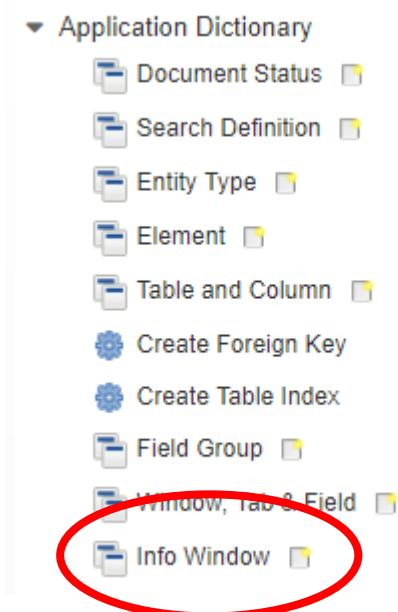 Application Dictionary
Document Status
Search Definition
Entity Type
Element
Table and Column
Create Foreign Key
Create Table Index
Field Group
Window, Tab & Field
Info Window